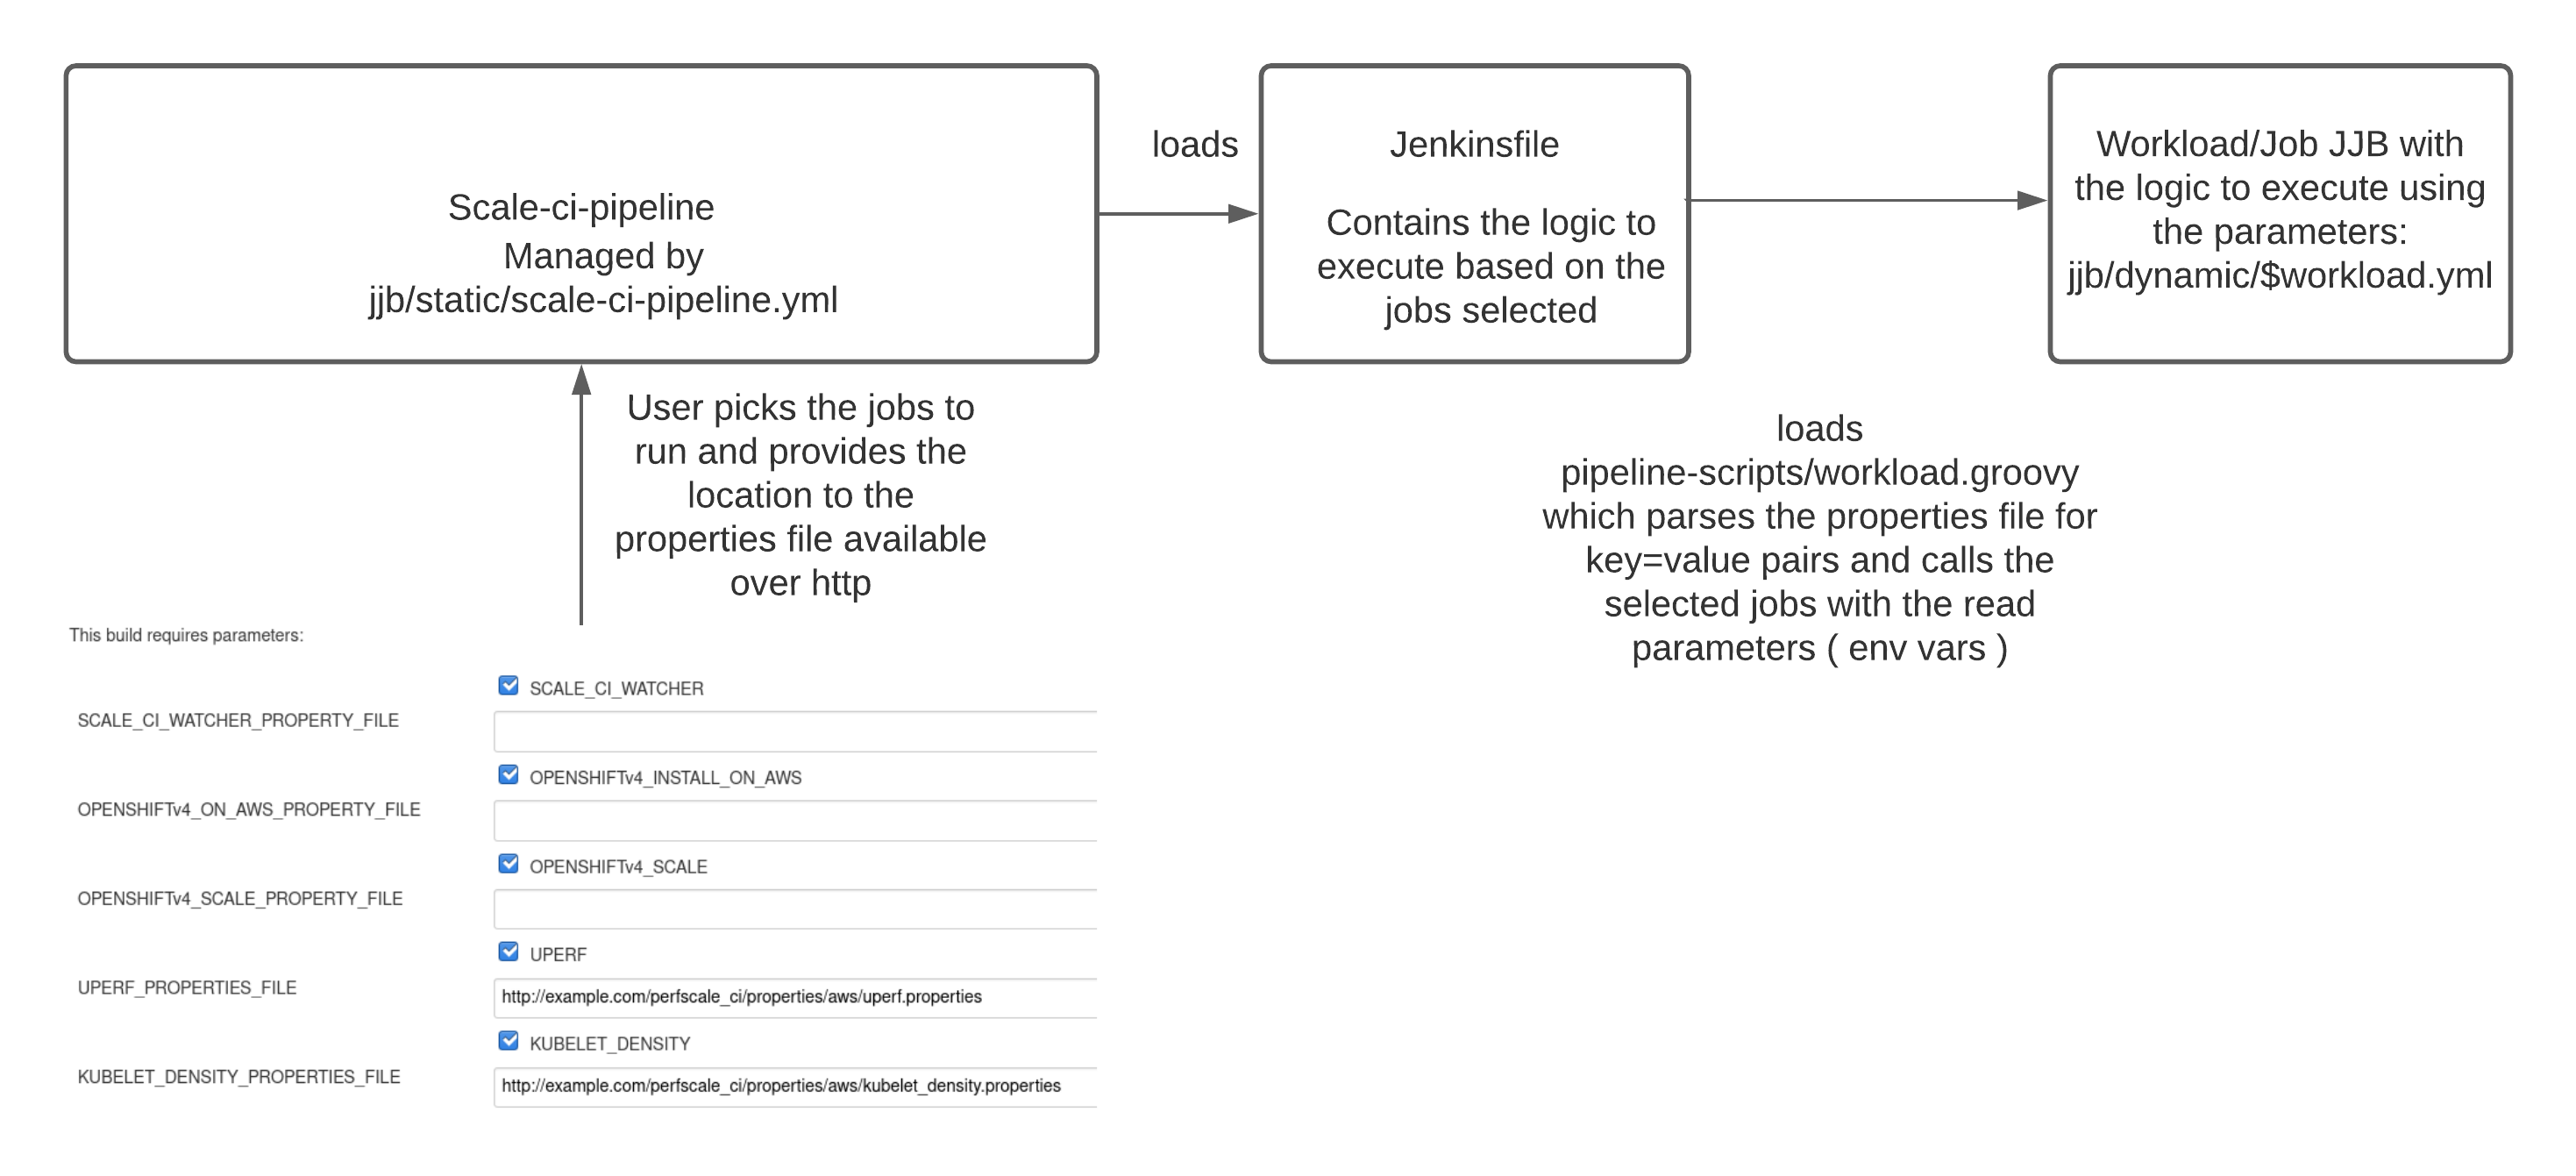 Scale-ci-pipeline
Managed by
jjb/static/scale-ci-pipeline.yml
loads
Jenkinsfile
Contains the logic to
execute based on the
jobs selected
Workload/Job JJB with
the logic to execute using
the parameters:
jjb/dynamic/$workload.yml
User picks the jobs to
run and provides the
location to the
properties file available
over http
loads
pipeline-scripts/workload.groovy
which parses the properties file for
key=value pairs and calls the
selected jobs with the read
parameters ( env vars )
This build requires parameters:
SCALE_CI_WATCHER
SCALE_CI_WATCHER_PROPERTY_FILE
OPENSHIFTv4_INSTALL_ON_AWS
OPENSHIFTv4_ON_AWS_PROPERTY_FILE
OPENSHIFTv4_SCALE
OPENSHIFTv4_SCALE_PROPERTY_FILE
UPERF
UPERF_PROPERTIES_FILE
http://example.com/perfscale_ci/properties/aws/uperf.properties
KUBELET_DENSITY
KUBELET_DENSITY_PROPERTIES_FILE
http://example.com/perfscale_ci/properties/aws/kubelet_density.properties